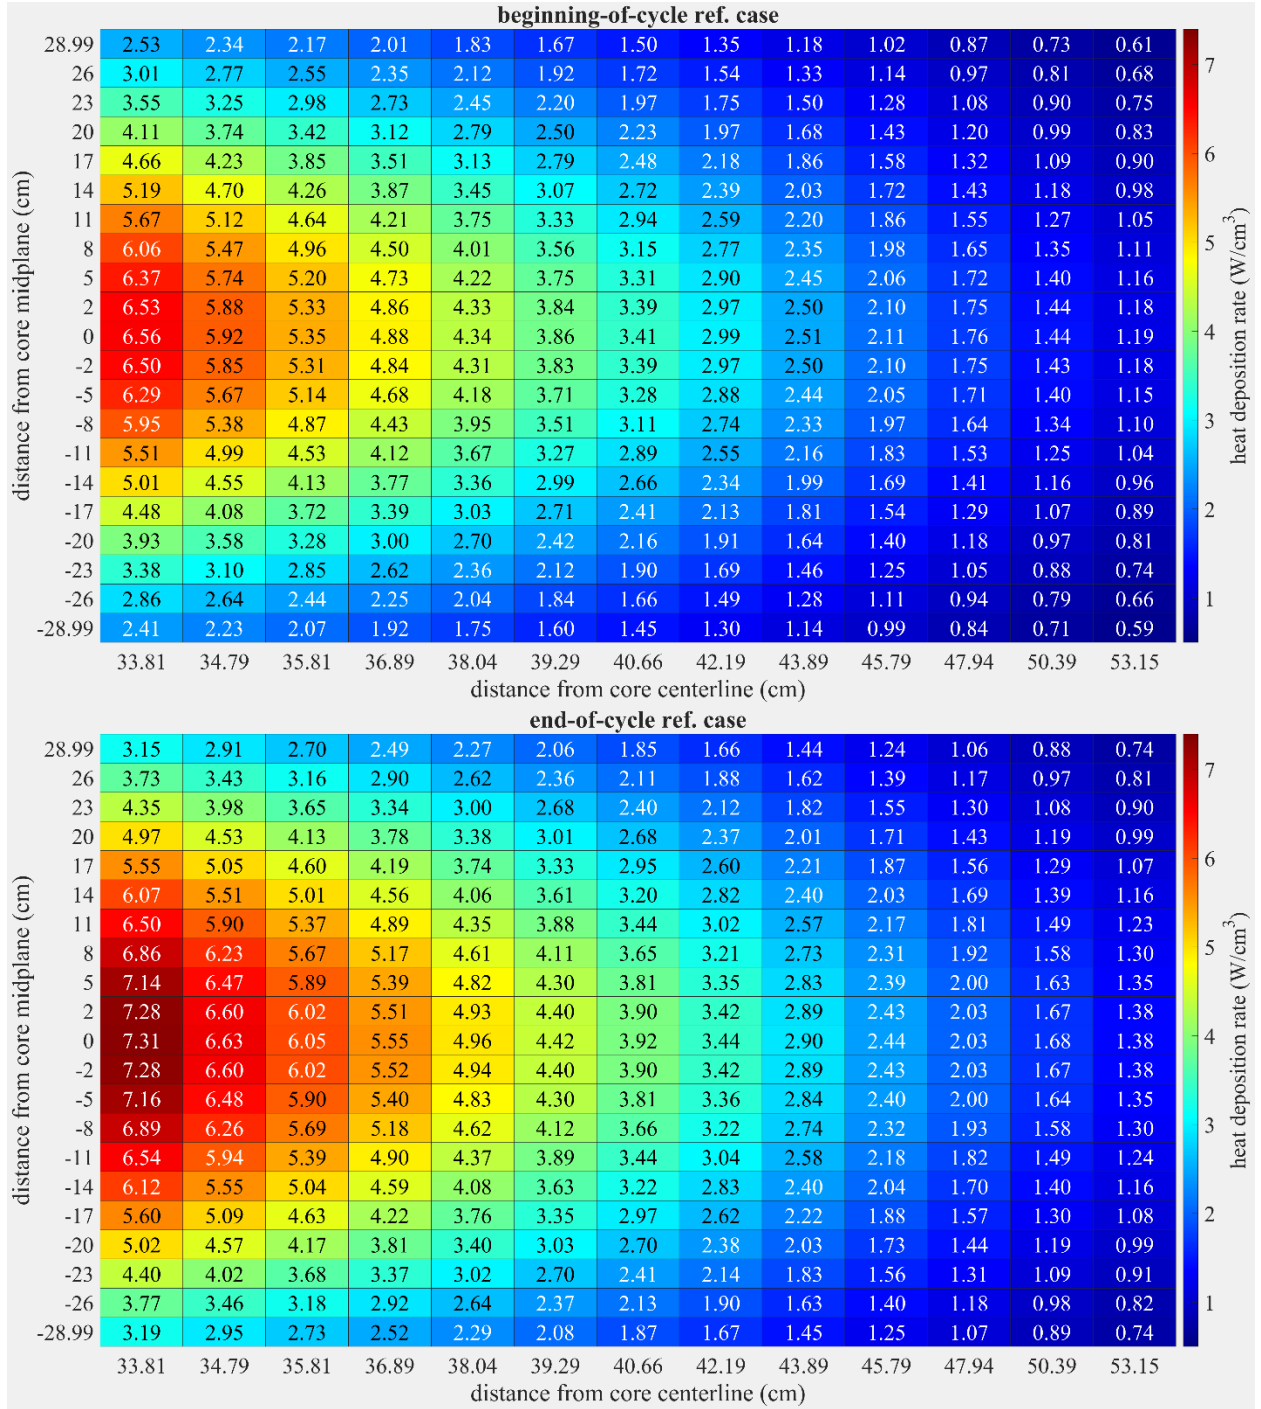 beginning-of-cycle ref. case
28.99 2.53 2.34 2.17 2.01 1.83 1.67 1.50 1.35 1.18 1.02 0.87 0.73 0.61
26 3.01 2.77 2.55 2.35 2.12 1.92 1.72 1.54 1.33 1.14 0.97 0.81 0.68
23 3.55 3.25 2.98 2.73 2.45 2.20 1.97 1.75 1.50 1.28 1.08 0.90 0.75
20 4.11 3.74 3.42 3.12 2.79 2.50 2.23 1.97 1.68 1.43 1.20 0.99 0.83
17 4.66 4.23 3.85 3.51 3.13 2.79 2.48 2.18 1.86 1.58 1.32 1.09 0.90
14 5.19 4.70 4.26 3.87 3.45 3.07 2.72 2.39 2.03 1.72 1.43 1.18 0.98
11 5.67 5.12 4.64 4.21 3.75 3.33 2.94 2.59 2.20 1.86 1.55 1.27 1.05
8 6.06 5.47 4.96 4.50 4.01 3.56 3.15 2.77 2.35 1.98 1.65 1.35 1.11
5 6.37 5.74 5.20 4.73 4.22 3.75 3.31 2.90 2.45 2.06 1.72 1.40 1.16
2 6.53 5.88 5.33 4.86 4.33 3.84 3.39 2.97 2.50 2.10 1.75 1.44 1.18
0 6.56 5.92 5.35 4.88 4.34 3.86 3.41 2.99 2.51 2.11 1.76 1.44 1.19
-2 6.50 5.85 5.31 4.84 4.31 3.83 3.39 2.97 2.50 2.10 1.75 1.43 1.18
-5 6.29 5.67 5.14 4.68 4.18 3.71 3.28 2.88 2.44 2.05 1.71 1.40 1.15
-8 5.95 5.38 4.87 4.43 3.95 3.51 3.11 2.74 2.33 1.97 1.64 1.34 1.10
-11 5.51 4.99 4.53 4.12 3.67 3.27 2.89 2.55 2.16 1.83 1.53 1.25 1.04
-14 5.01 4.55 4.13 3.77 3.36 2.99 2.66 2.34 1.99 1.69 1.41 1.16 0.96
-17 4.48 4.08 3.72 3.39 3.03 2.71 2.41 2.13 1.81 1.54 1.29 1.07 0.89
-20 3.93 3.58 3.28 3.00 2.70 2.42 2.16 1.91 1.64 1.40 1.18 0.97 0.81
-23 3.38 3.10 2.85 2.62 2.36 2.12 1.90 1.69 1.46 1.25 1.05 0.88 0.74
-26 2.86 2.64 2.44 2.25 2.04 1.84 1.66 1.49 1.28 1.11 0.94 0.79 0.66
-28.99 2.41 2.23 2.07 1.92 1.75 1.60 1.45 1.30 1.14 0.99 0.84 0.71 0.59
33.81 34.79 35.81 36.89 38.04 39.29 40.66 42.19 43.89 45.79 47.94 50.39 53.15
distance from core centerline (cm)
distance from core midplane (cm)
7
6
5
4
3
2
1
heat deposition rate (W/cm³)
end-of-cycle ref. case
28.99 3.15 2.91 2.70 2.49 2.27 2.06 1.85 1.66 1.44 1.24 1.06 0.88 0.74
26 3.73 3.43 3.16 2.90 2.62 2.36 2.11 1.88 1.62 1.39 1.17 0.97 0.81
23 4.35 3.98 3.65 3.34 3.00 2.68 2.40 2.12 1.82 1.55 1.30 1.08 0.90
20 4.97 4.53 4.13 3.78 3.38 3.01 2.68 2.37 2.01 1.71 1.43 1.19 0.99
17 5.55 5.05 4.60 4.19 3.74 3.33 2.95 2.60 2.21 1.87 1.56 1.29 1.07
14 6.07 5.51 5.01 4.56 4.06 3.61 3.20 2.82 2.40 2.03 1.69 1.39 1.16
11 6.50 5.90 5.37 4.89 4.35 3.88 3.44 3.02 2.57 2.17 1.81 1.49 1.23
8 6.86 6.23 5.67 5.17 4.61 4.11 3.65 3.21 2.73 2.31 1.92 1.58 1.30
5 7.14 6.47 5.89 5.39 4.82 4.30 3.81 3.35 2.83 2.39 2.00 1.63 1.35
2 7.28 6.60 6.02 5.51 4.93 4.40 3.90 3.42 2.89 2.43 2.03 1.67 1.38
0 7.31 6.63 6.05 5.55 4.96 4.42 3.92 3.44 2.90 2.44 2.03 1.68 1.38
-2 7.28 6.60 6.02 5.52 4.94 4.40 3.90 3.42 2.89 2.43 2.03 1.67 1.38
-5 7.16 6.48 5.90 5.40 4.83 4.30 3.81 3.36 2.84 2.40 2.00 1.64 1.35
-8 6.89 6.26 5.69 5.18 4.62 4.12 3.66 3.22 2.74 2.32 1.93 1.58 1.30
-11 6.54 5.94 5.39 4.90 4.37 3.89 3.44 3.04 2.58 2.18 1.82 1.49 1.24
-14 6.12 5.55 5.04 4.59 4.08 3.63 3.22 2.83 2.40 2.04 1.70 1.40 1.16
-17 5.60 5.09 4.63 4.22 3.76 3.35 2.97 2.62 2.22 1.88 1.57 1.30 1.08
-20 5.02 4.57 4.17 3.81 3.40 3.03 2.70 2.38 2.03 1.73 1.44 1.19 0.99
-23 4.40 4.02 3.68 3.37 3.02 2.70 2.41 2.14 1.83 1.56 1.31 1.09 0.91
-26 3.77 3.46 3.18 2.92 2.64 2.37 2.13 1.90 1.63 1.40 1.18 0.98 0.82
-28.99 3.19 2.95 2.73 2.52 2.29 2.08 1.87 1.67 1.45 1.25 1.07 0.89 0.74
33.81 34.79 35.81 36.89 38.04 39.29 40.66 42.19 43.89 45.79 47.94 50.39 53.15
distance from core centerline (cm)
distance from core midplane (cm)
7
6
5
4
3
2
1
heat deposition rate (W/cm³)